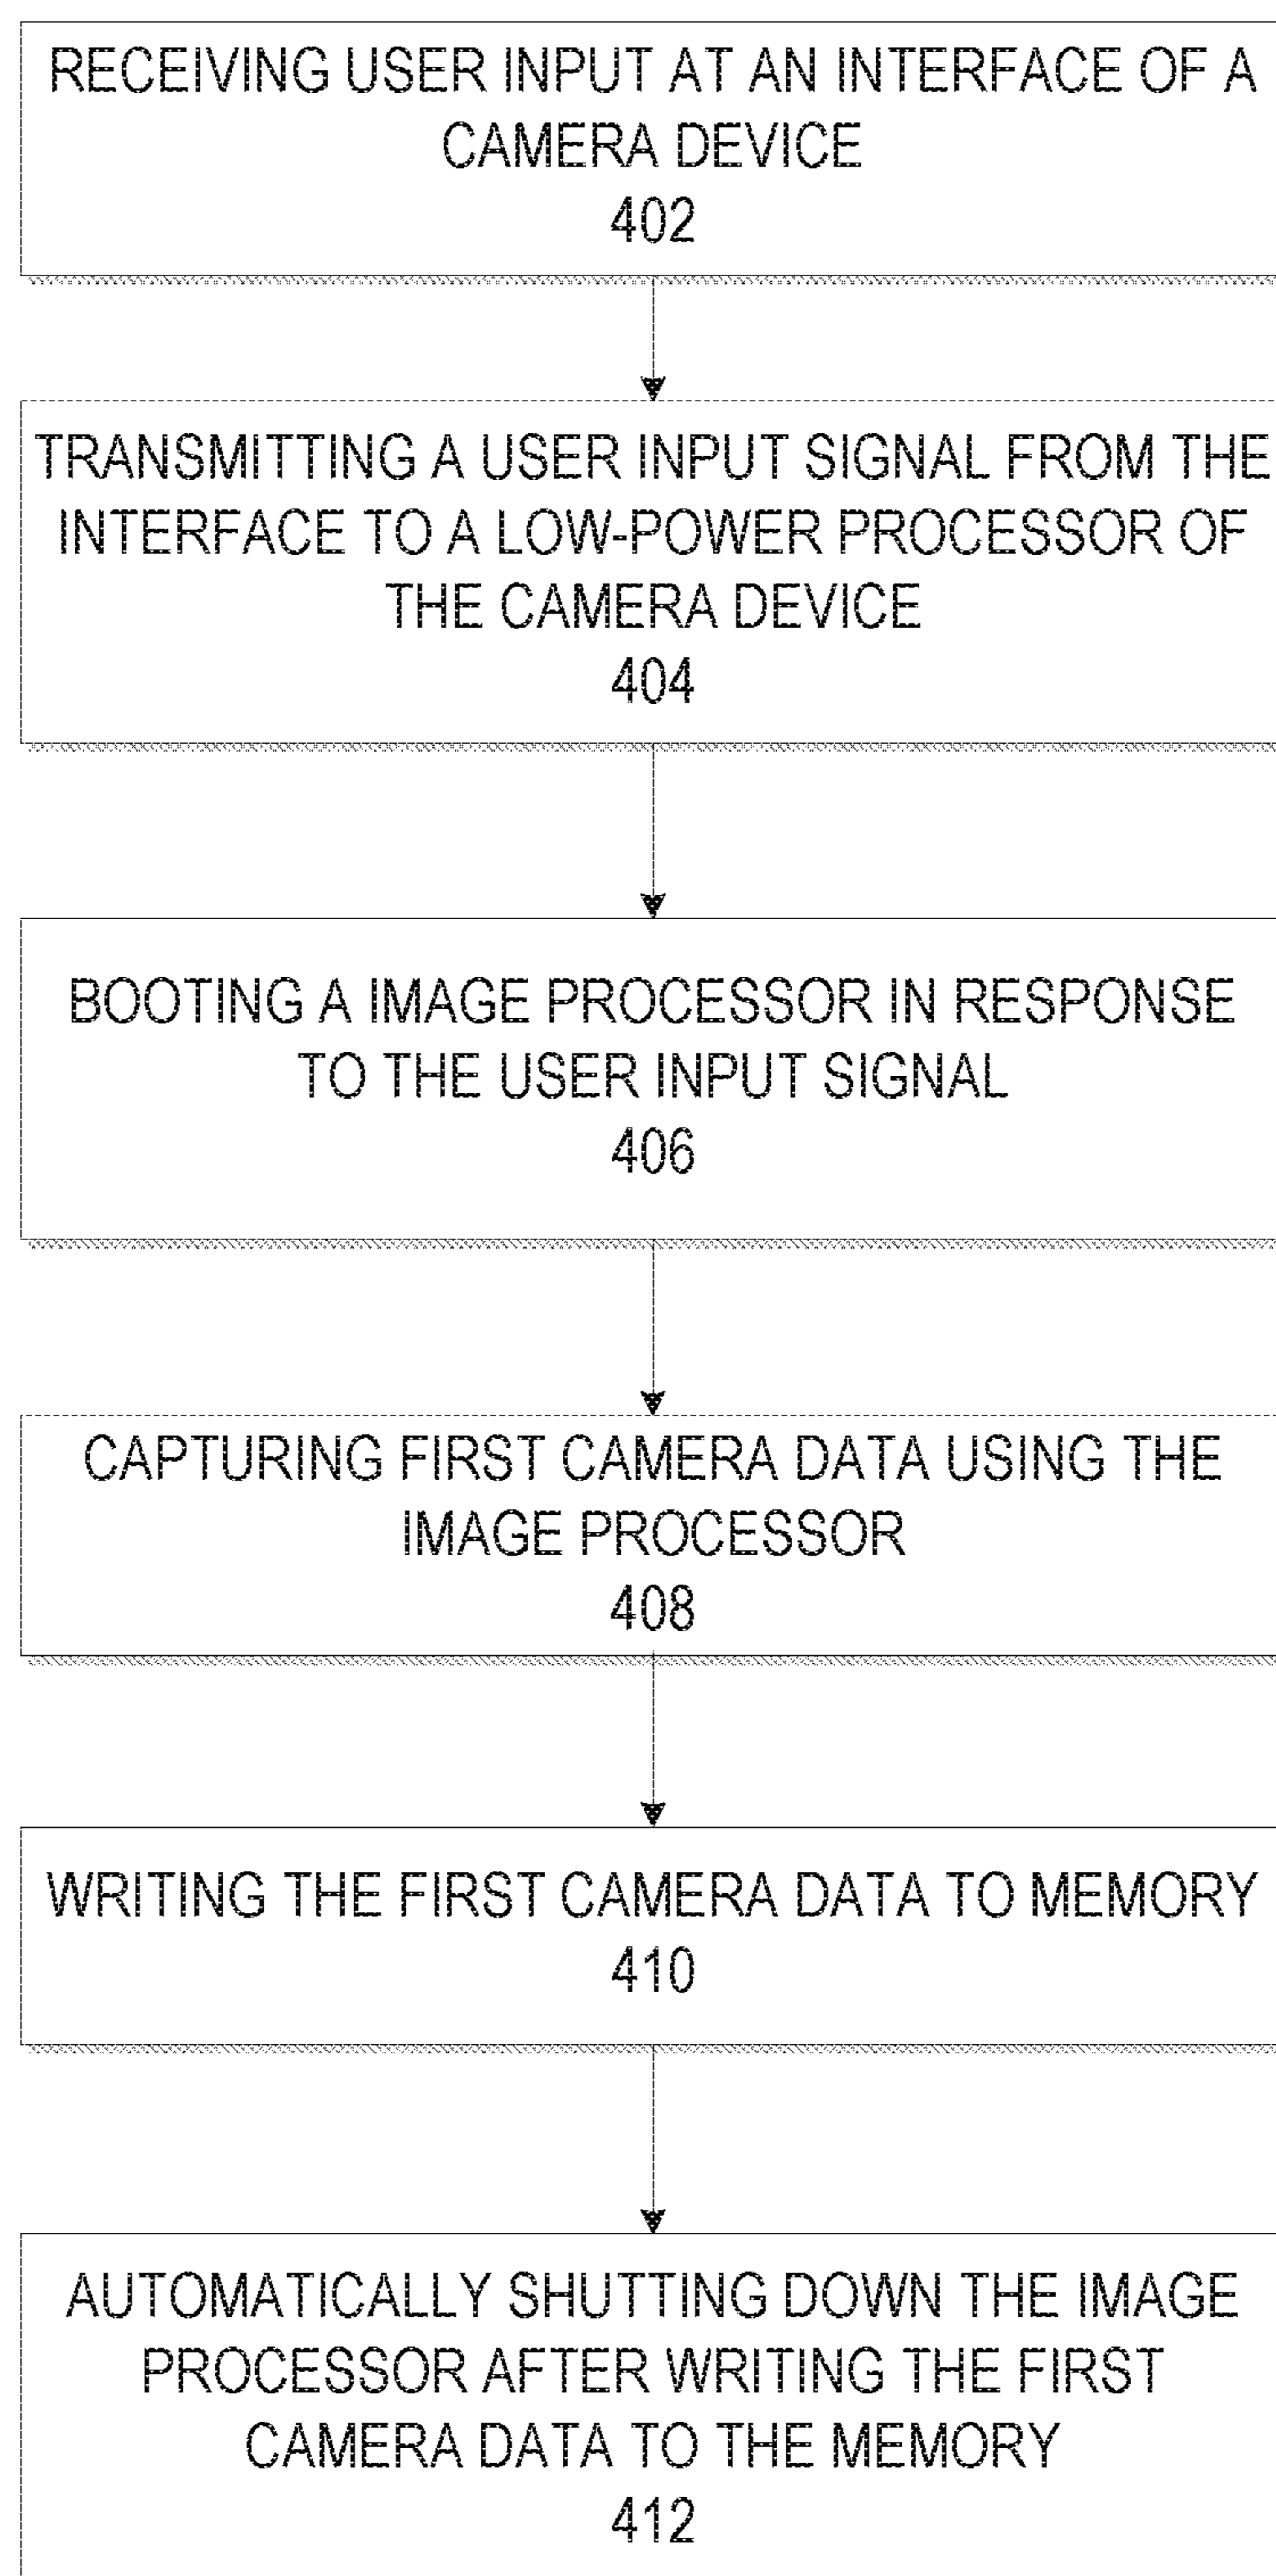 RECEIVING USER INPUT AT AN INTERFACE OF A
CAMERA DEVICE
402
TRANSMITTING A USER INPUT SIGNAL FROM THE
INTERFACE TO A LOW-POWER PROCESSOR OF
THE CAMERA DEVICE
404
BOOTING A IMAGE PROCESSOR IN RESPONSE
TO THE USER INPUT SIGNAL
406
CAPTURING FIRST CAMERA DATA USING THE
IMAGE PROCESSOR
408
WRITING THE FIRST CAMERA DATA TO MEMORY
410
AUTOMATICALLY SHUTTING DOWN THE IMAGE
PROCESSOR AFTER WRITING THE FIRST
CAMERA DATA TO THE MEMORY
412